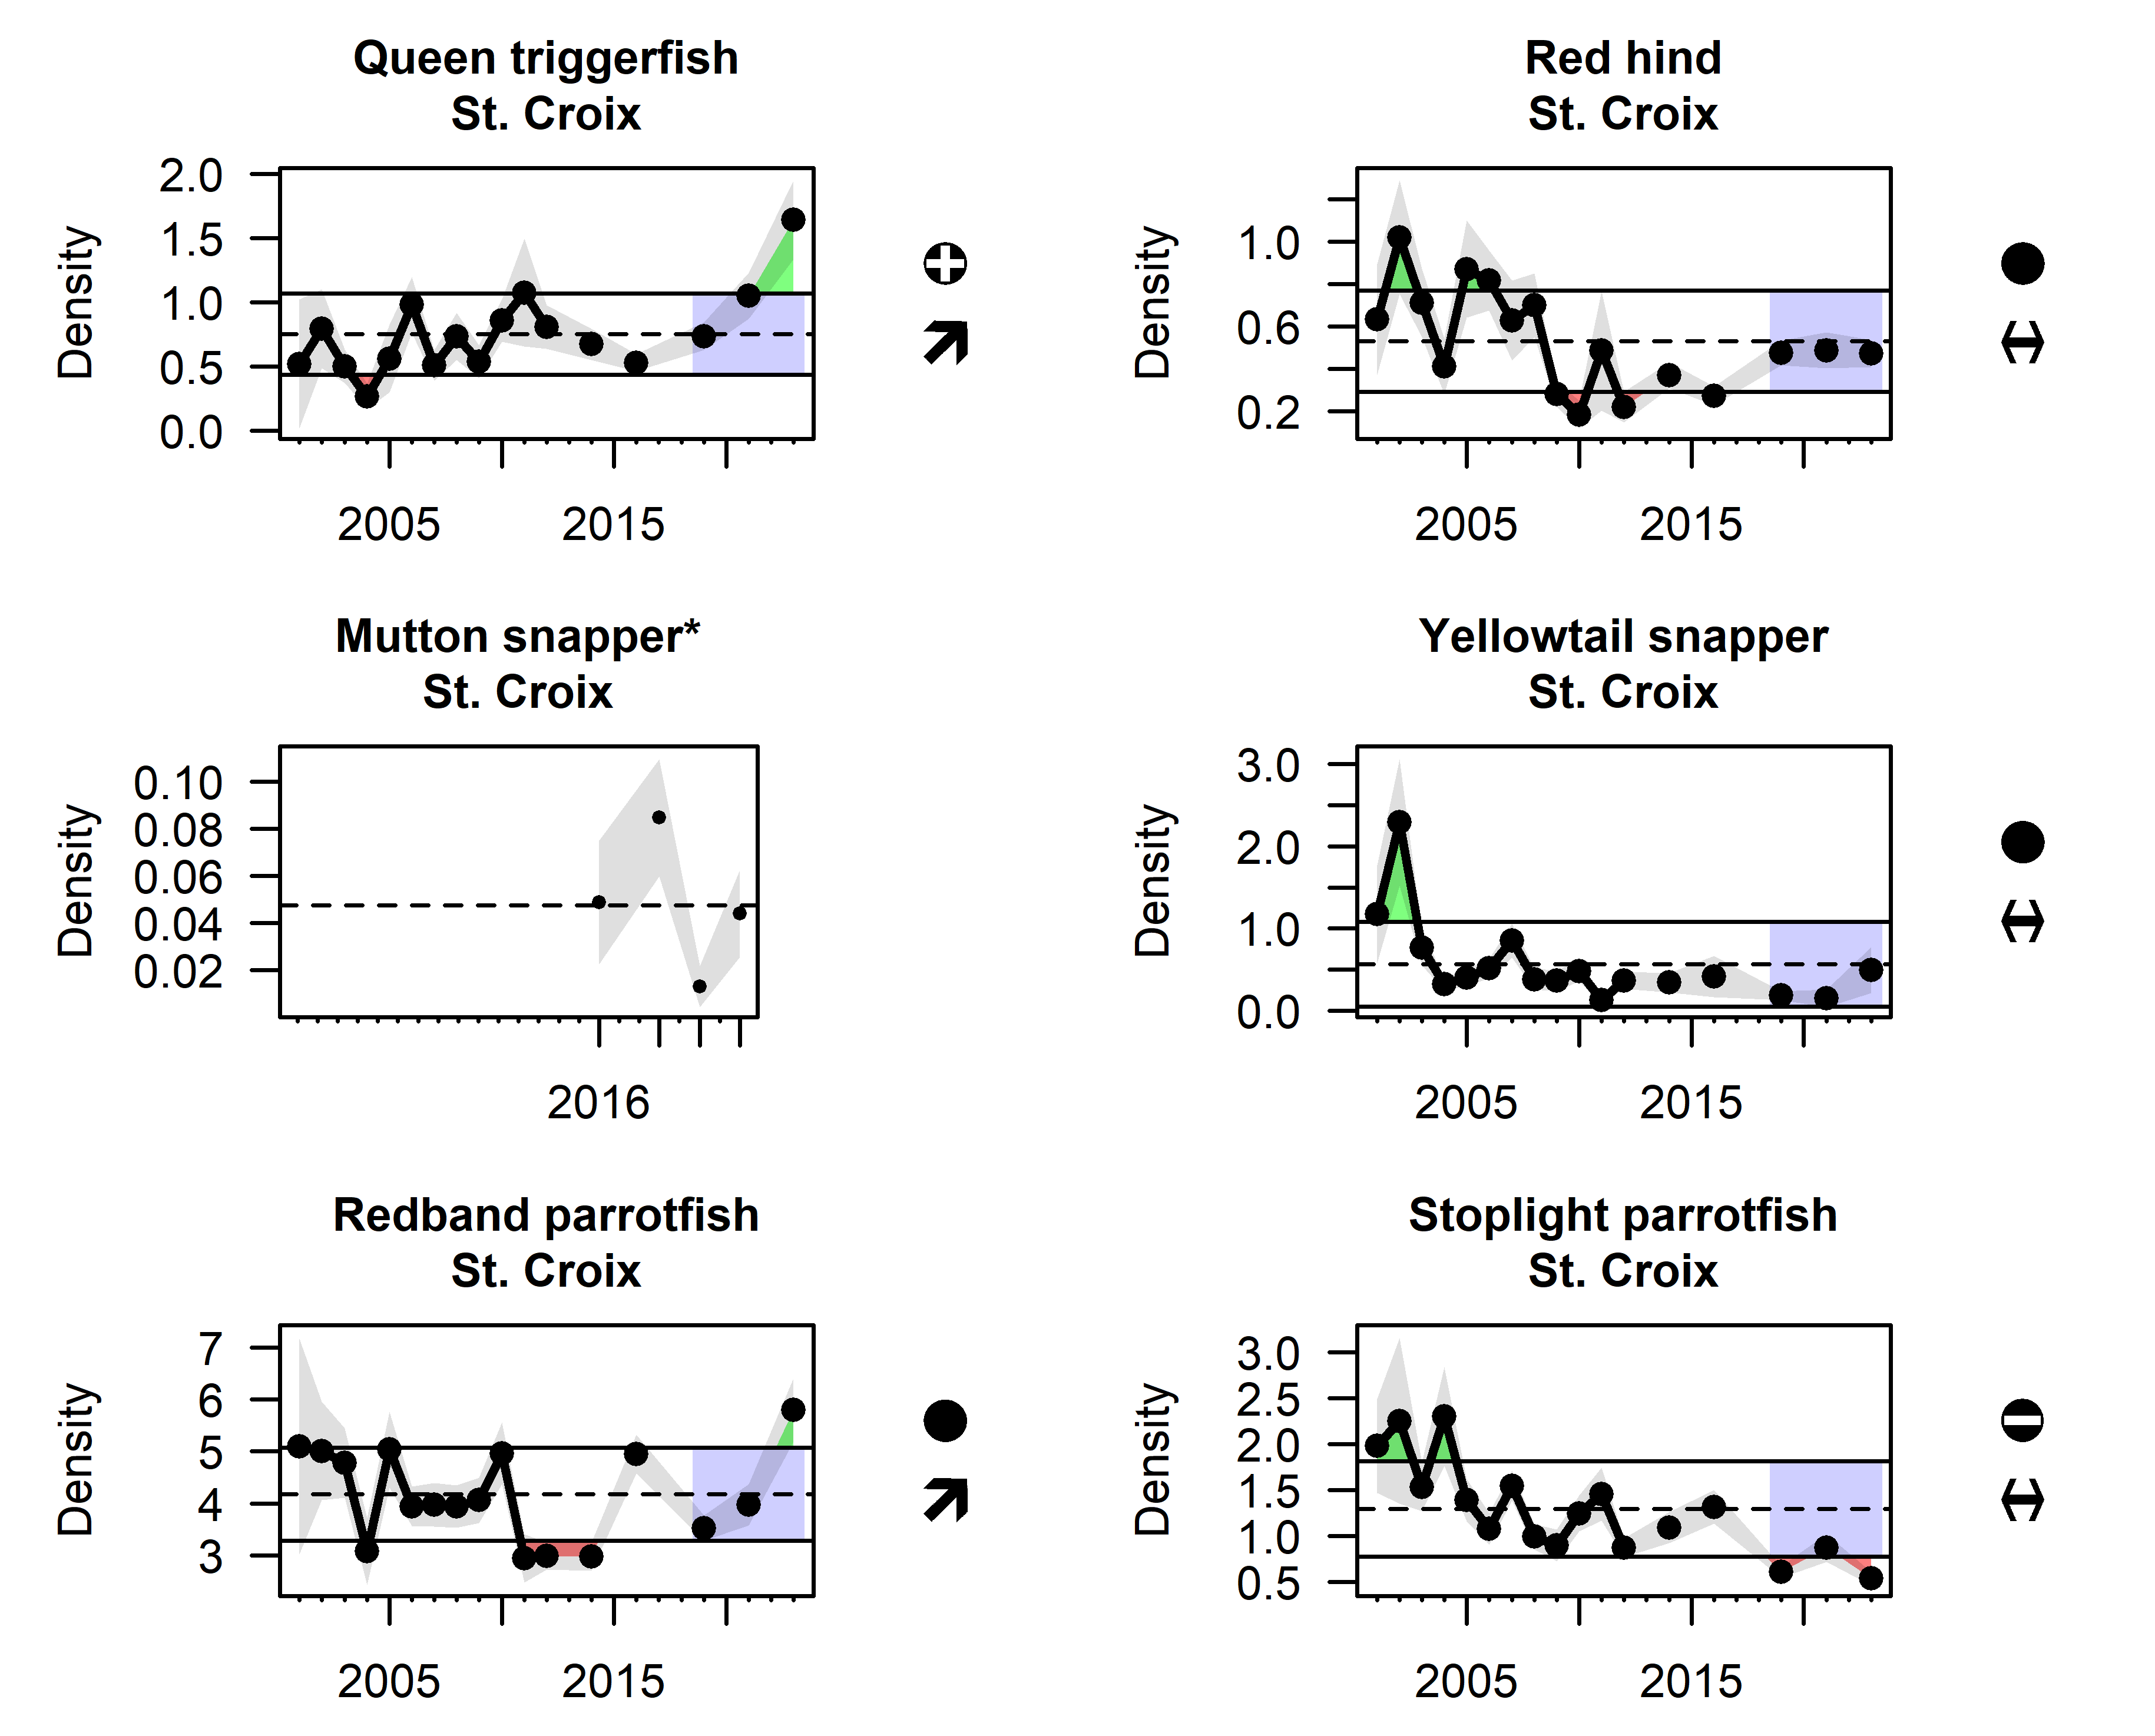 Queen triggerfish
St. Croix
Density
2.0
1.5
1.0
0.5
0.0
2005 2015
Red hind
St. Croix
Density
1.0
0.6
0.2
2005 2015
Mutton snapper*
St. Croix
Density
0.10
0.08
0.06
0.04
0.02
2016
Yellowtail snapper
St. Croix
Density
3.0
2.0
1.0
0.0
2005 2015
Redband parrotfish
St. Croix
Density
7
6
5
4
3
2005 2015
Stoplight parrotfish
St. Croix
Density
3.0
2.5
2.0
1.5
1.0
0.5
2005 2015